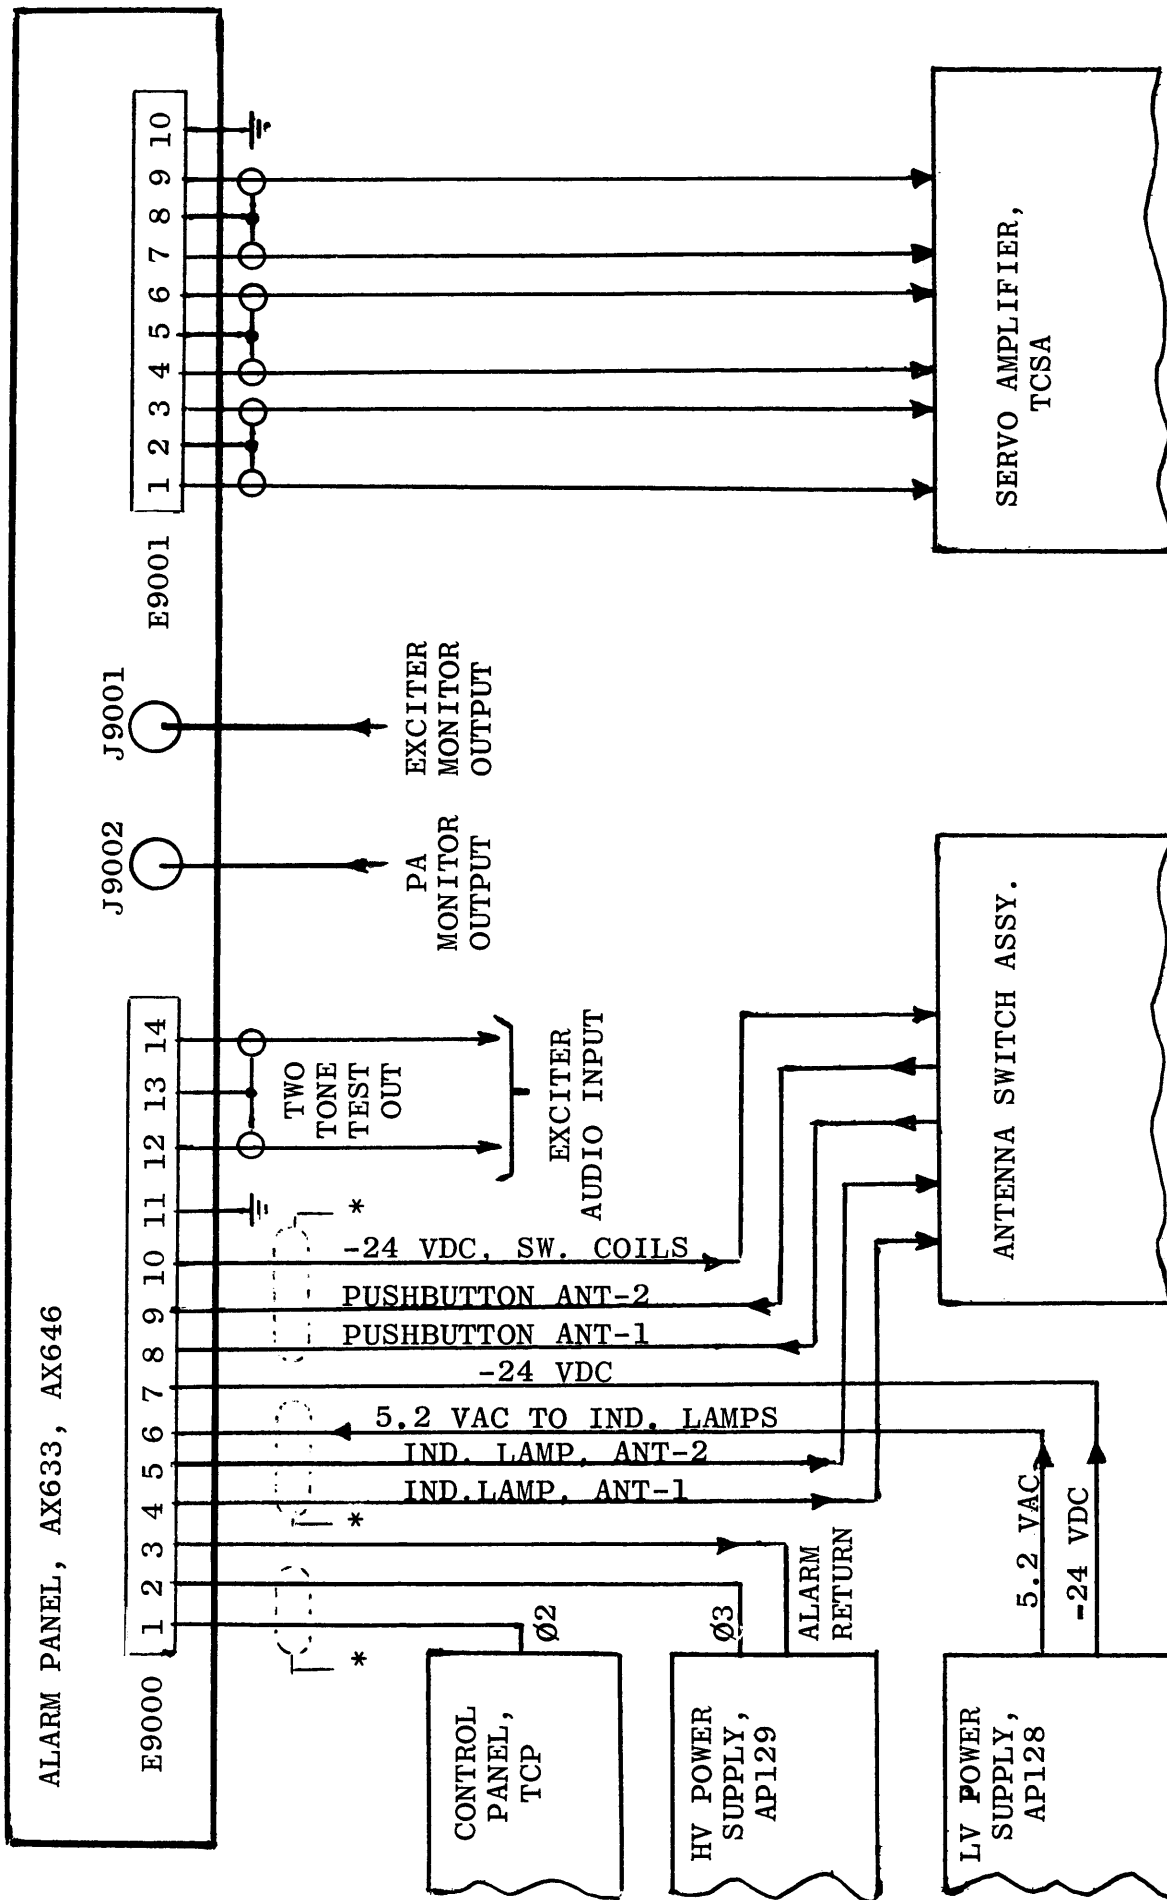 ALARM PANEL, AX633, AX646
E9000
1 2 3 4 5 6 7 8 9 10 11 12 13 14
J9002
J9001
E9001
1 2 3 4 5 6 7 8 9 10
*
*
*
TWO
TONE
TEST
OUT
EXCITER
AUDIO INPUT
PA
MONITOR
OUTPUT
EXCITER
MONITOR
OUTPUT
-24 VDC, SW. COILS
PUSHBUTTON ANT-2
PUSHBUTTON ANT-1
-24 VDC
5.2 VAC TO IND. LAMPS
IND. LAMP, ANT-2
IND.LAMP, ANT-1
CONTROL
PANEL,
TCP
Ø2
HV POWER
SUPPLY,
AP129
Ø3
ALARM
RETURN
LV POWER
SUPPLY,
AP128
5.2 VAC
-24 VDC
ANTENNA SWITCH ASSY.
SERVO AMPLIFIER,
TCSA